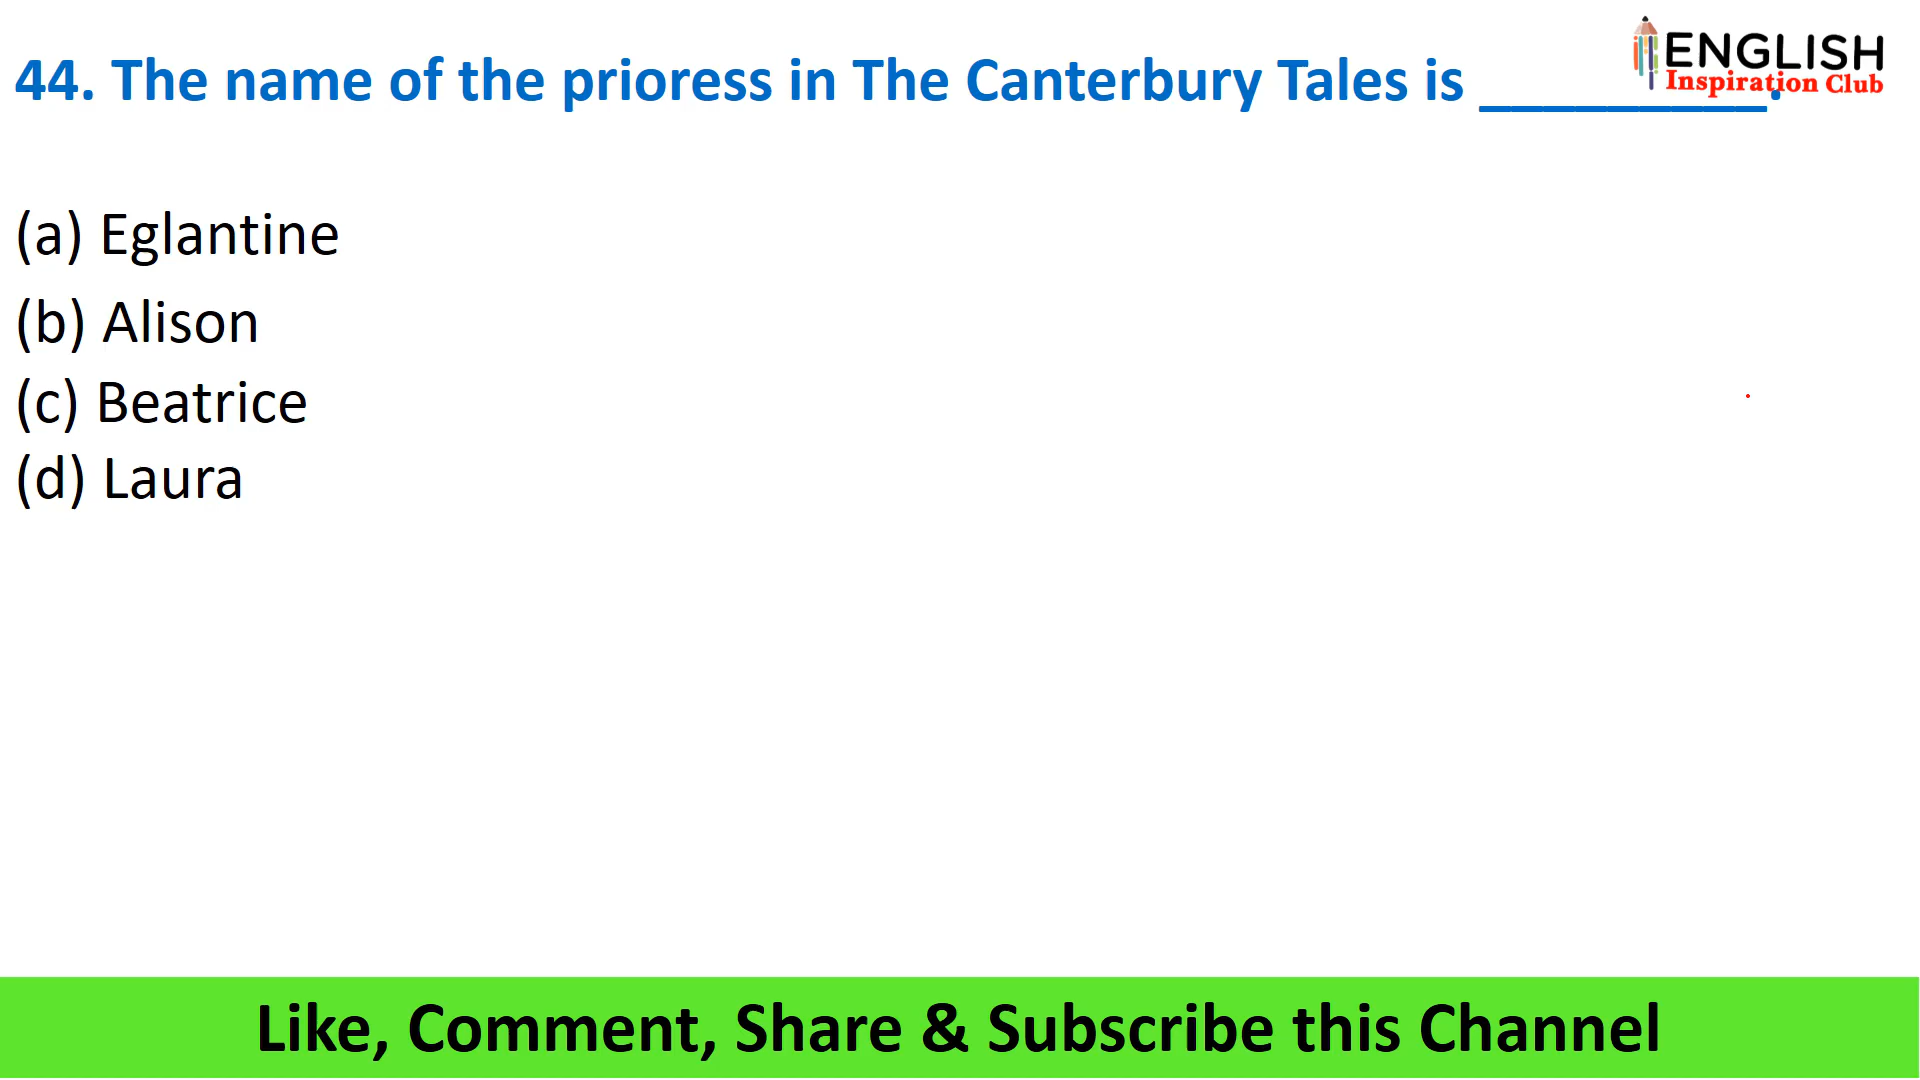 ENGLISH
Inspiration Club
44. The name of the prioress in The Canterbury Tales is _________.
(a) Eglantine
(b) Alison
(c) Beatrice
(d) Laura
Like, Comment, Share & Subscribe this Channel